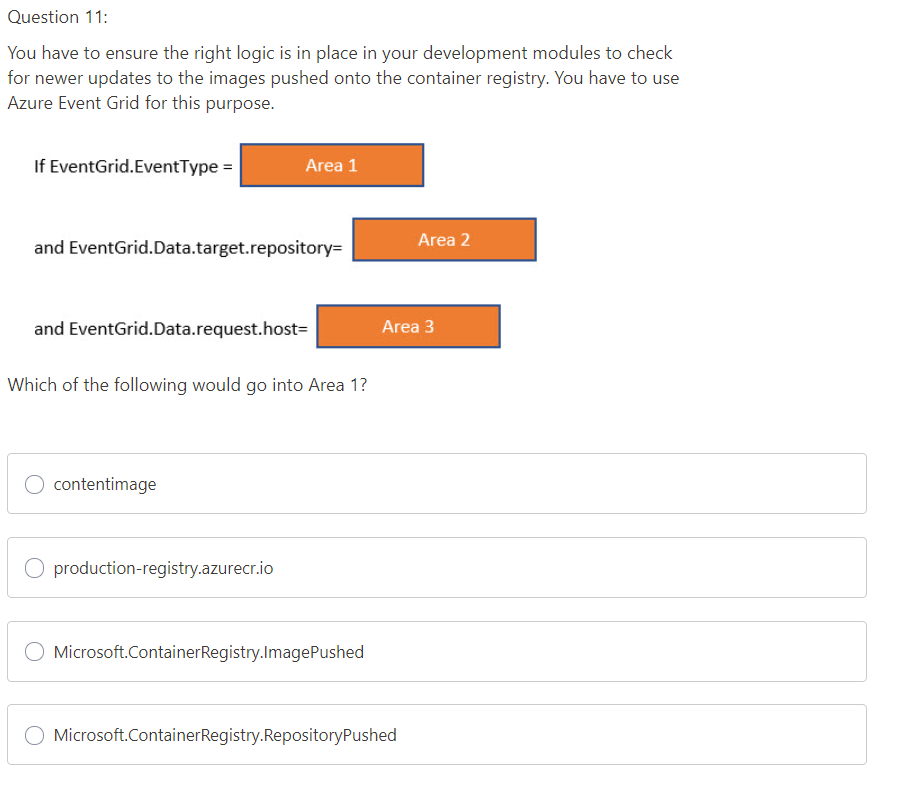 Question 11:
You have to ensure the right logic is in place in your development modules to check
for newer updates to the images pushed onto the container registry. You have to use
Azure Event Grid for this purpose.
If EventGrid.EventType = Area 1
and EventGrid.Data.target.repository= Area 2
and EventGrid.Data.request.host= Area 3
Which of the following would go into Area 1?
contentimage
production-registry.azurecr.io
Microsoft.ContainerRegistry.ImagePushed
Microsoft.ContainerRegistry.RepositoryPushed